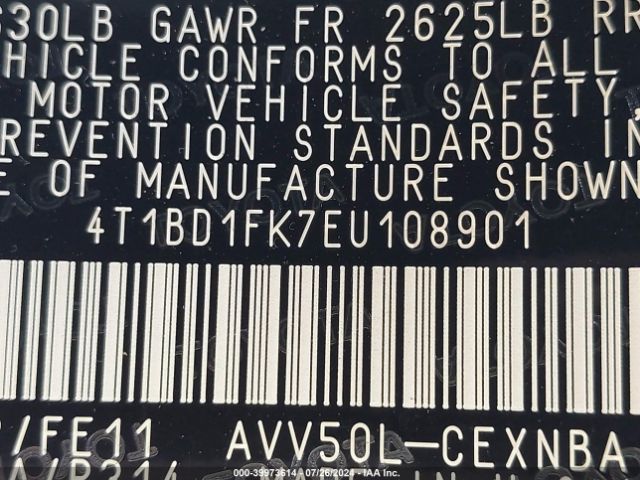 630LB GAWR FR 2625LB RR
HICLE CONFORMS TO ALL
MOTOR VEHICLE SAFETY,
REVENTION STANDARDS IN
E OF MANUFACTURE SHOWN
4T1BD1FK7EU108901
/FE11 AVV50L-CEXNBA
000-39973614 - 07/26/2024 - IAA Inc.